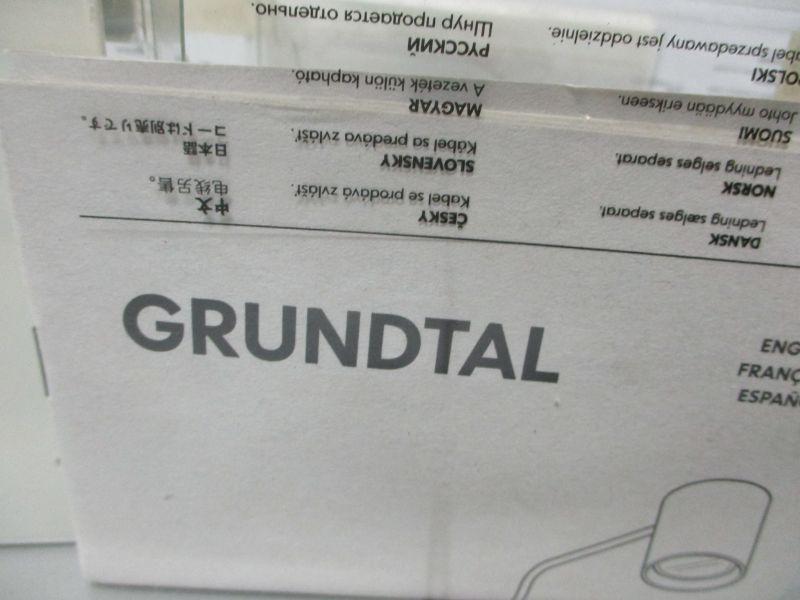 GRUNDTAL
ENG
FRANÇ
ESPAÑ
DANSK
Ledning sælges separat.
NORSK
Ledning selges separat.
SUOMI
Johto myydään erikseen.
OLSKI
abel sprzedawany jest oddzielnie.
ČESKY
Kabel se prodává zvlášť.
SLOVENSKY
Kábel sa predáva zvlášť.
MAGYAR
A vezeték külön kapható.
РУССКИЙ
Шнур продается отдельно.
中文
电线另售。
日本語
コードは別売りです。